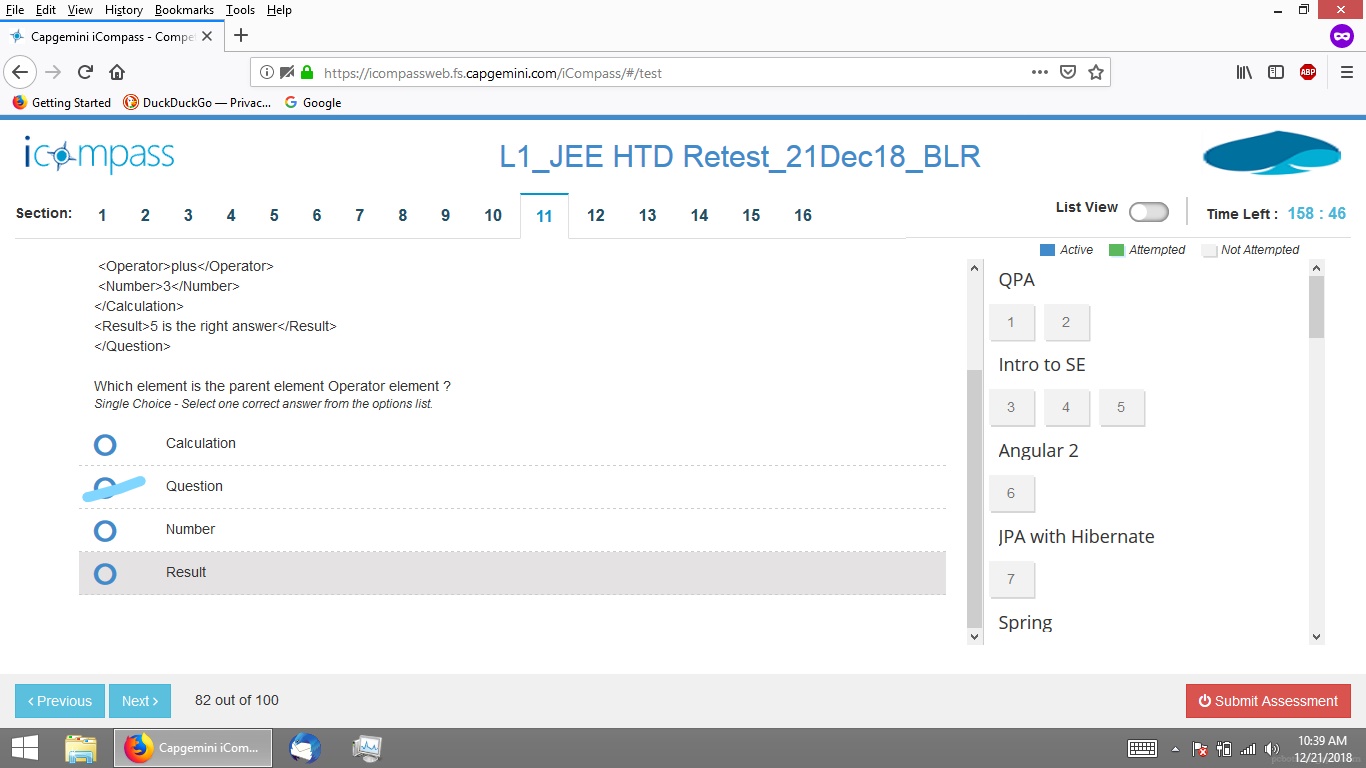 File Edit View History Bookmarks Tools Help
Capgemini iCompass - Compe
https://icompassweb.fs.capgemini.com/iCompass/#/test
ABP
Getting Started DuckDuckGo — Privac... Google
icompass
L1_JEE HTD Retest_21Dec18_BLR
Section: 1 2 3 4 5 6 7 8 9 10 11 12 13 14 15 16
List View
Time Left : 158 : 46
Active Attempted Not Attempted
<Operator>plus</Operator>
<Number>3</Number>
</Calculation>
<Result>5 is the right answer</Result>
</Question>
Which element is the parent element Operator element ?
Single Choice - Select one correct answer from the options list.
Calculation
Question
Number
Result
QPA
1 2
Intro to SE
3 4 5
Angular 2
6
JPA with Hibernate
7
Spring
Previous Next 82 out of 100
Submit Assessment
Capgemini iCom...
10:39 AM
12/21/2018